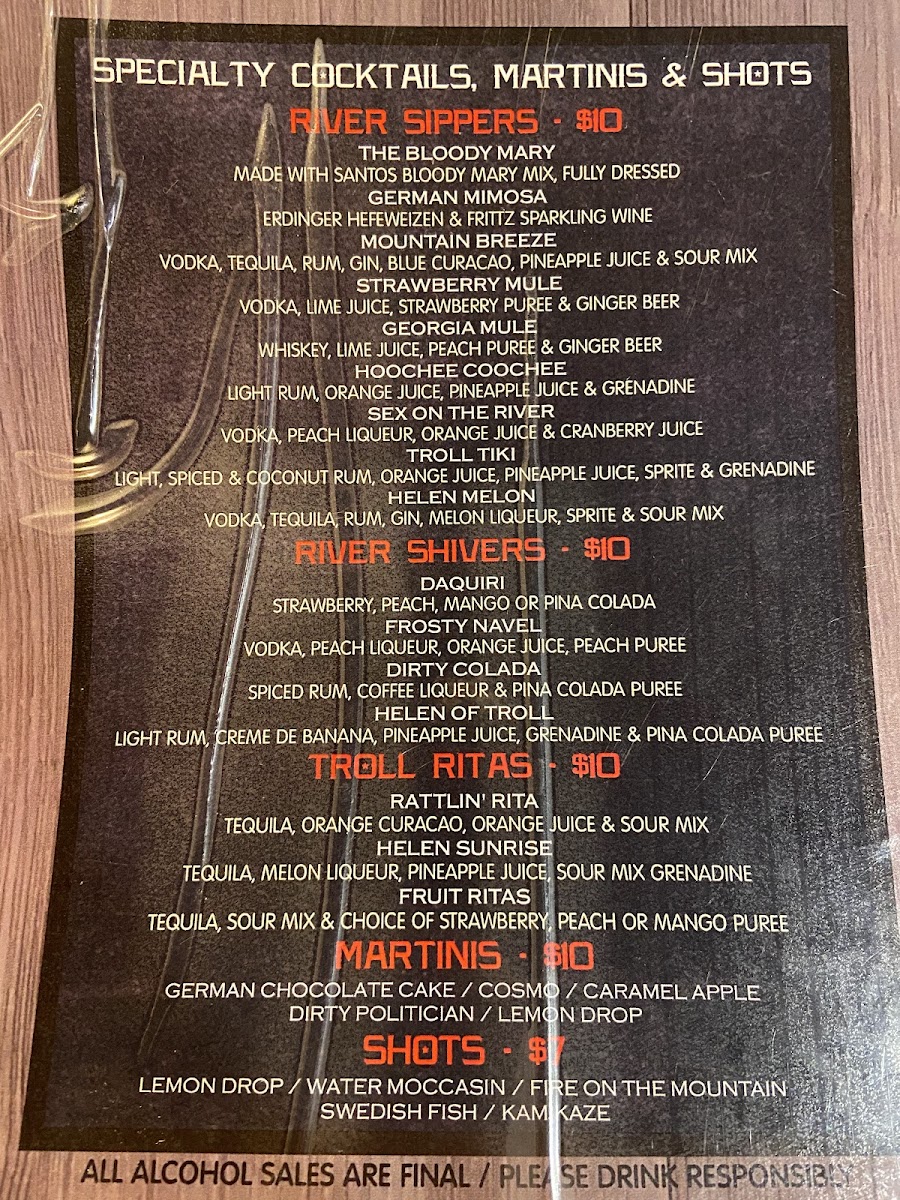 SPECIALTY COCKTAILS, MARTINIS & SHOTS
RIVER SIPPERS - $10
THE BLOODY MARY
MADE WITH SANTOS BLOODY MARY MIX, FULLY DRESSED
GERMAN MIMOSA
ERDINGER HEFEWEIZEN & FRITTZ SPARKLING WINE
MOUNTAIN BREEZE
VODKA, TEQUILA, RUM, GIN, BLUE CURACAO, PINEAPPLE JUICE & SOUR MIX
STRAWBERRY MULE
VODKA, LIME JUICE, STRAWBERRY PUREE & GINGER BEER
GEORGIA MULE
WHISKEY, LIME JUICE, PEACH PUREE & GINGER BEER
HOOCHEE COOCHEE
LIGHT RUM, ORANGE JUICE, PINEAPPLE JUICE & GRENADINE
SEX ON THE RIVER
VODKA, PEACH LIQUEUR, ORANGE JUICE & CRANBERRY JUICE
TROLL TIKI
LIGHT, SPICED & COCONUT RUM, ORANGE JUICE, PINEAPPLE JUICE, SPRITE & GRENADINE
HELEN MELON
VODKA, TEQUILA, RUM, GIN, MELON LIQUEUR, SPRITE & SOUR MIX
RIVER SHIVERS - $10
DAQUIRI
STRAWBERRY, PEACH, MANGO OR PINA COLADA
FROSTY NAVEL
VODKA, PEACH LIQUEUR, ORANGE JUICE, PEACH PUREE
DIRTY COLADA
SPICED RUM, COFFEE LIQUEUR & PINA COLADA PUREE
HELEN OF TROLL
LIGHT RUM, CREME DE BANANA, PINEAPPLE JUICE, GRENADINE & PINA COLADA PUREE
TROLL RITAS - $10
RATTLIN' RITA
TEQUILA, ORANGE CURACAO, ORANGE JUICE & SOUR MIX
HELEN SUNRISE
TEQUILA, MELON LIQUEUR, PINEAPPLE JUICE, SOUR MIX GRENADINE
FRUIT RITAS
TEQUILA, SOUR MIX & CHOICE OF STRAWBERRY, PEACH OR MANGO PUREE
MARTINIS - $10
GERMAN CHOCOLATE CAKE / COSMO / CARAMEL APPLE
DIRTY POLITICIAN / LEMON DROP
SHOTS - $7
LEMON DROP / WATER MOCCASIN / FIRE ON THE MOUNTAIN
SWEDISH FISH / KAMIKAZE
ALL ALCOHOL SALES ARE FINAL / PLEASE DRINK RESPONSIBLY